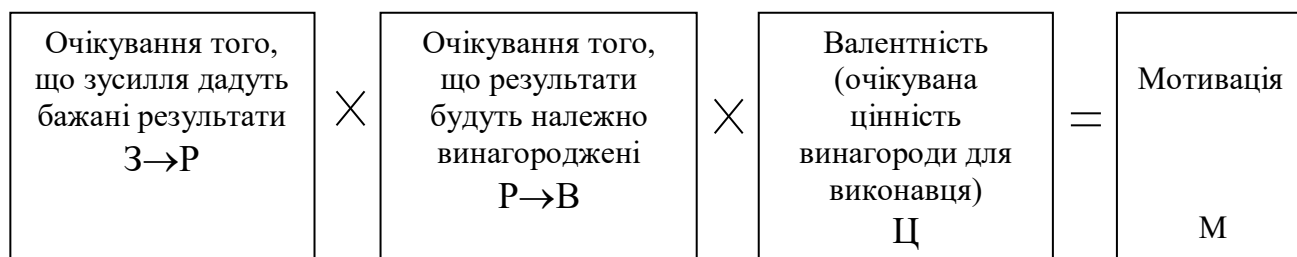 Очікування того,
що зусилля дадуть
бажані результати
З→Р
×
Очікування того,
що результати
будуть належно
винагороджені
Р→В
×
Валентність
(очікувана
цінність
винагороди для
виконавця)
Ц
=
Мотивація
М